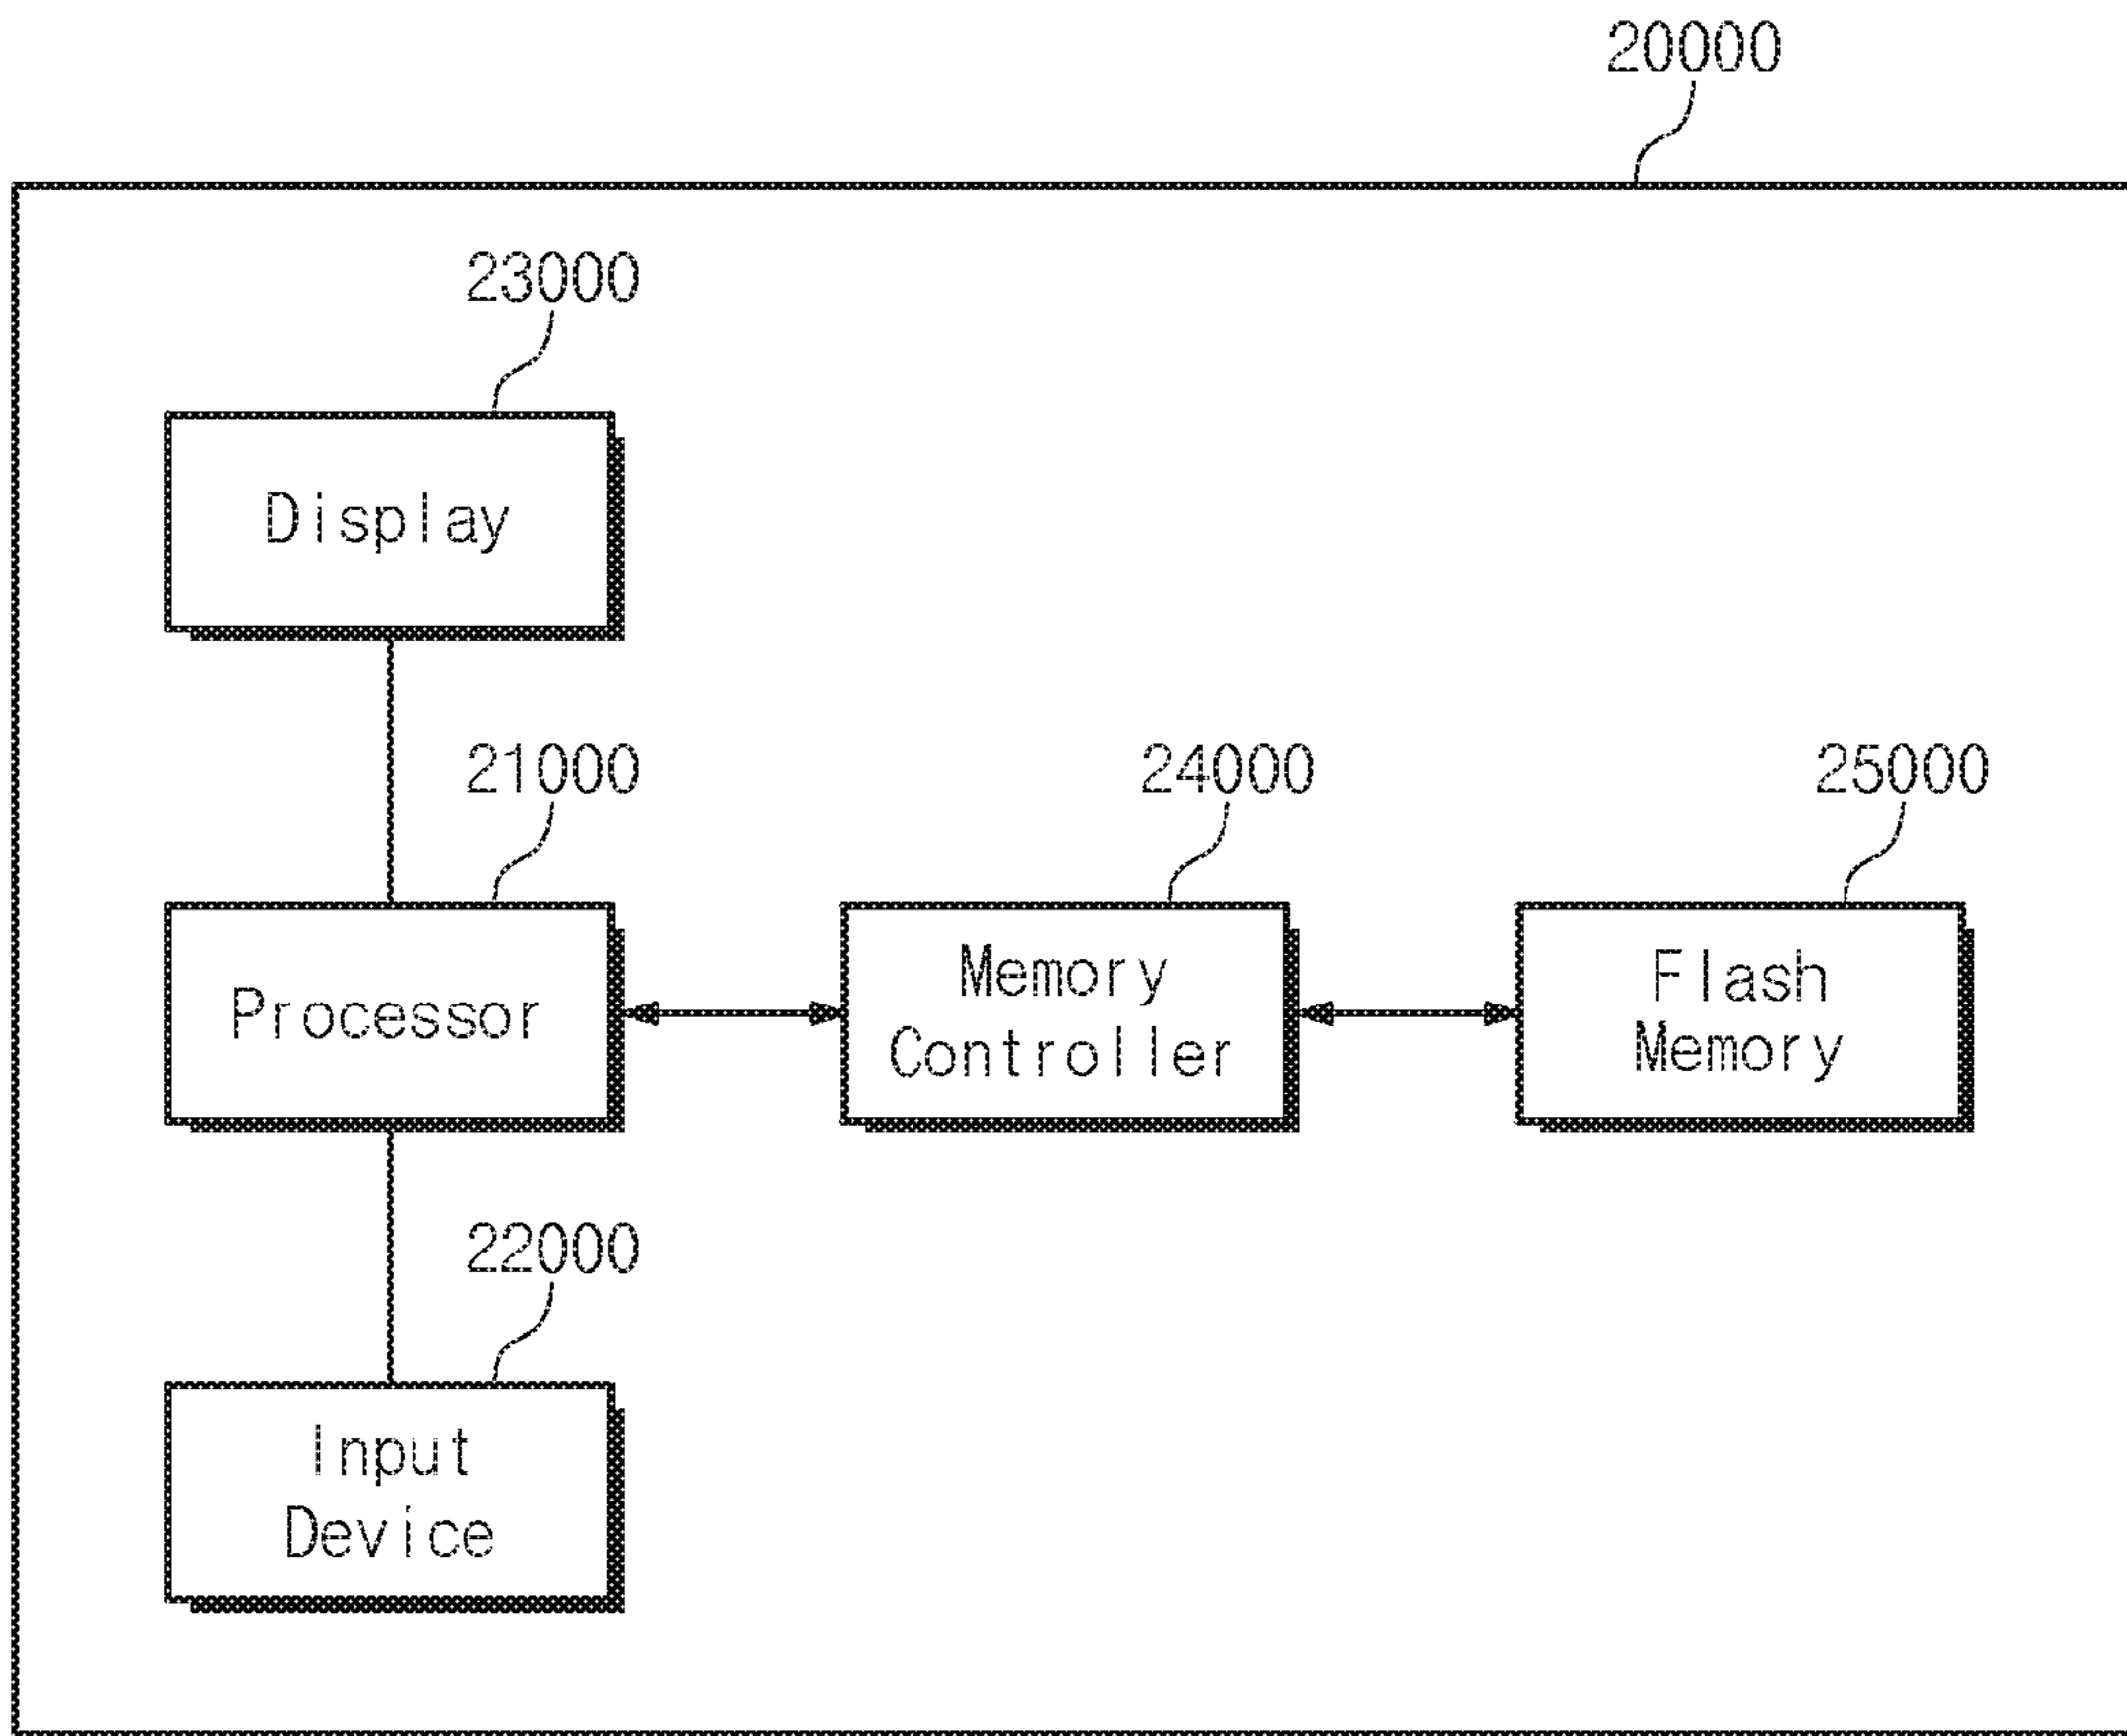 20000
23000
Display
21000
24000
25000
Processor
Memory
Controller
Flash
Memory
22000
Input
Device